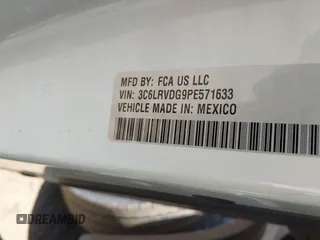 MFD BY: FCA US LLC
VIN: 3C6LRVDG9PE571633
VEHICLE MADE IN: MEXICO
DREAMBID